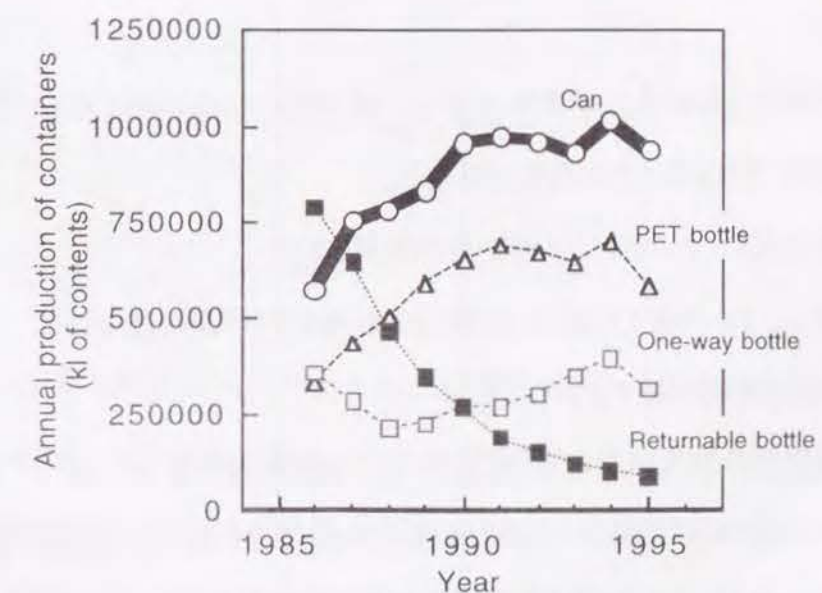 Annual production of containers
(kl of contents)
1250000
1000000
750000
500000
250000
0
Can
PET bottle
One-way bottle
Returnable bottle
1985
1990
1995
Year